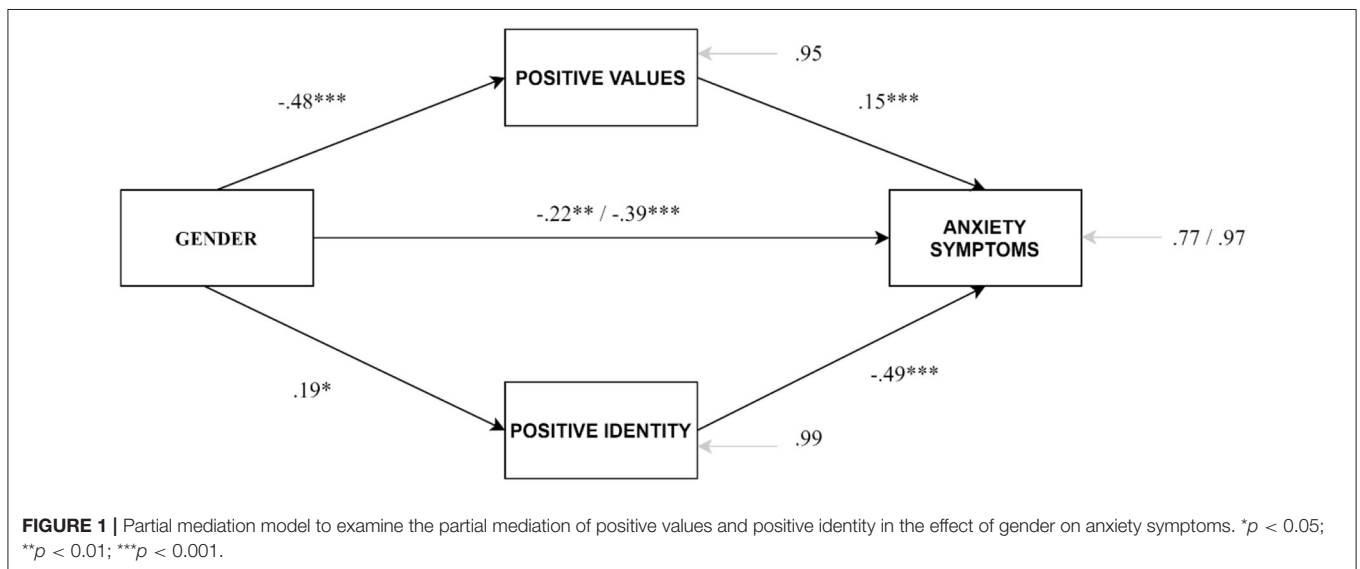 POSITIVE VALUES
.95
-.48***
.15***
GENDER
-.22** / -.39***
ANXIETY
SYMPTOMS
.77 / .97
.19*
-.49***
POSITIVE IDENTITY
.99
FIGURE 1 | Partial mediation model to examine the partial mediation of positive values and positive identity in the effect of gender on anxiety symptoms. *p < 0.05;
**p < 0.01; ***p < 0.001.